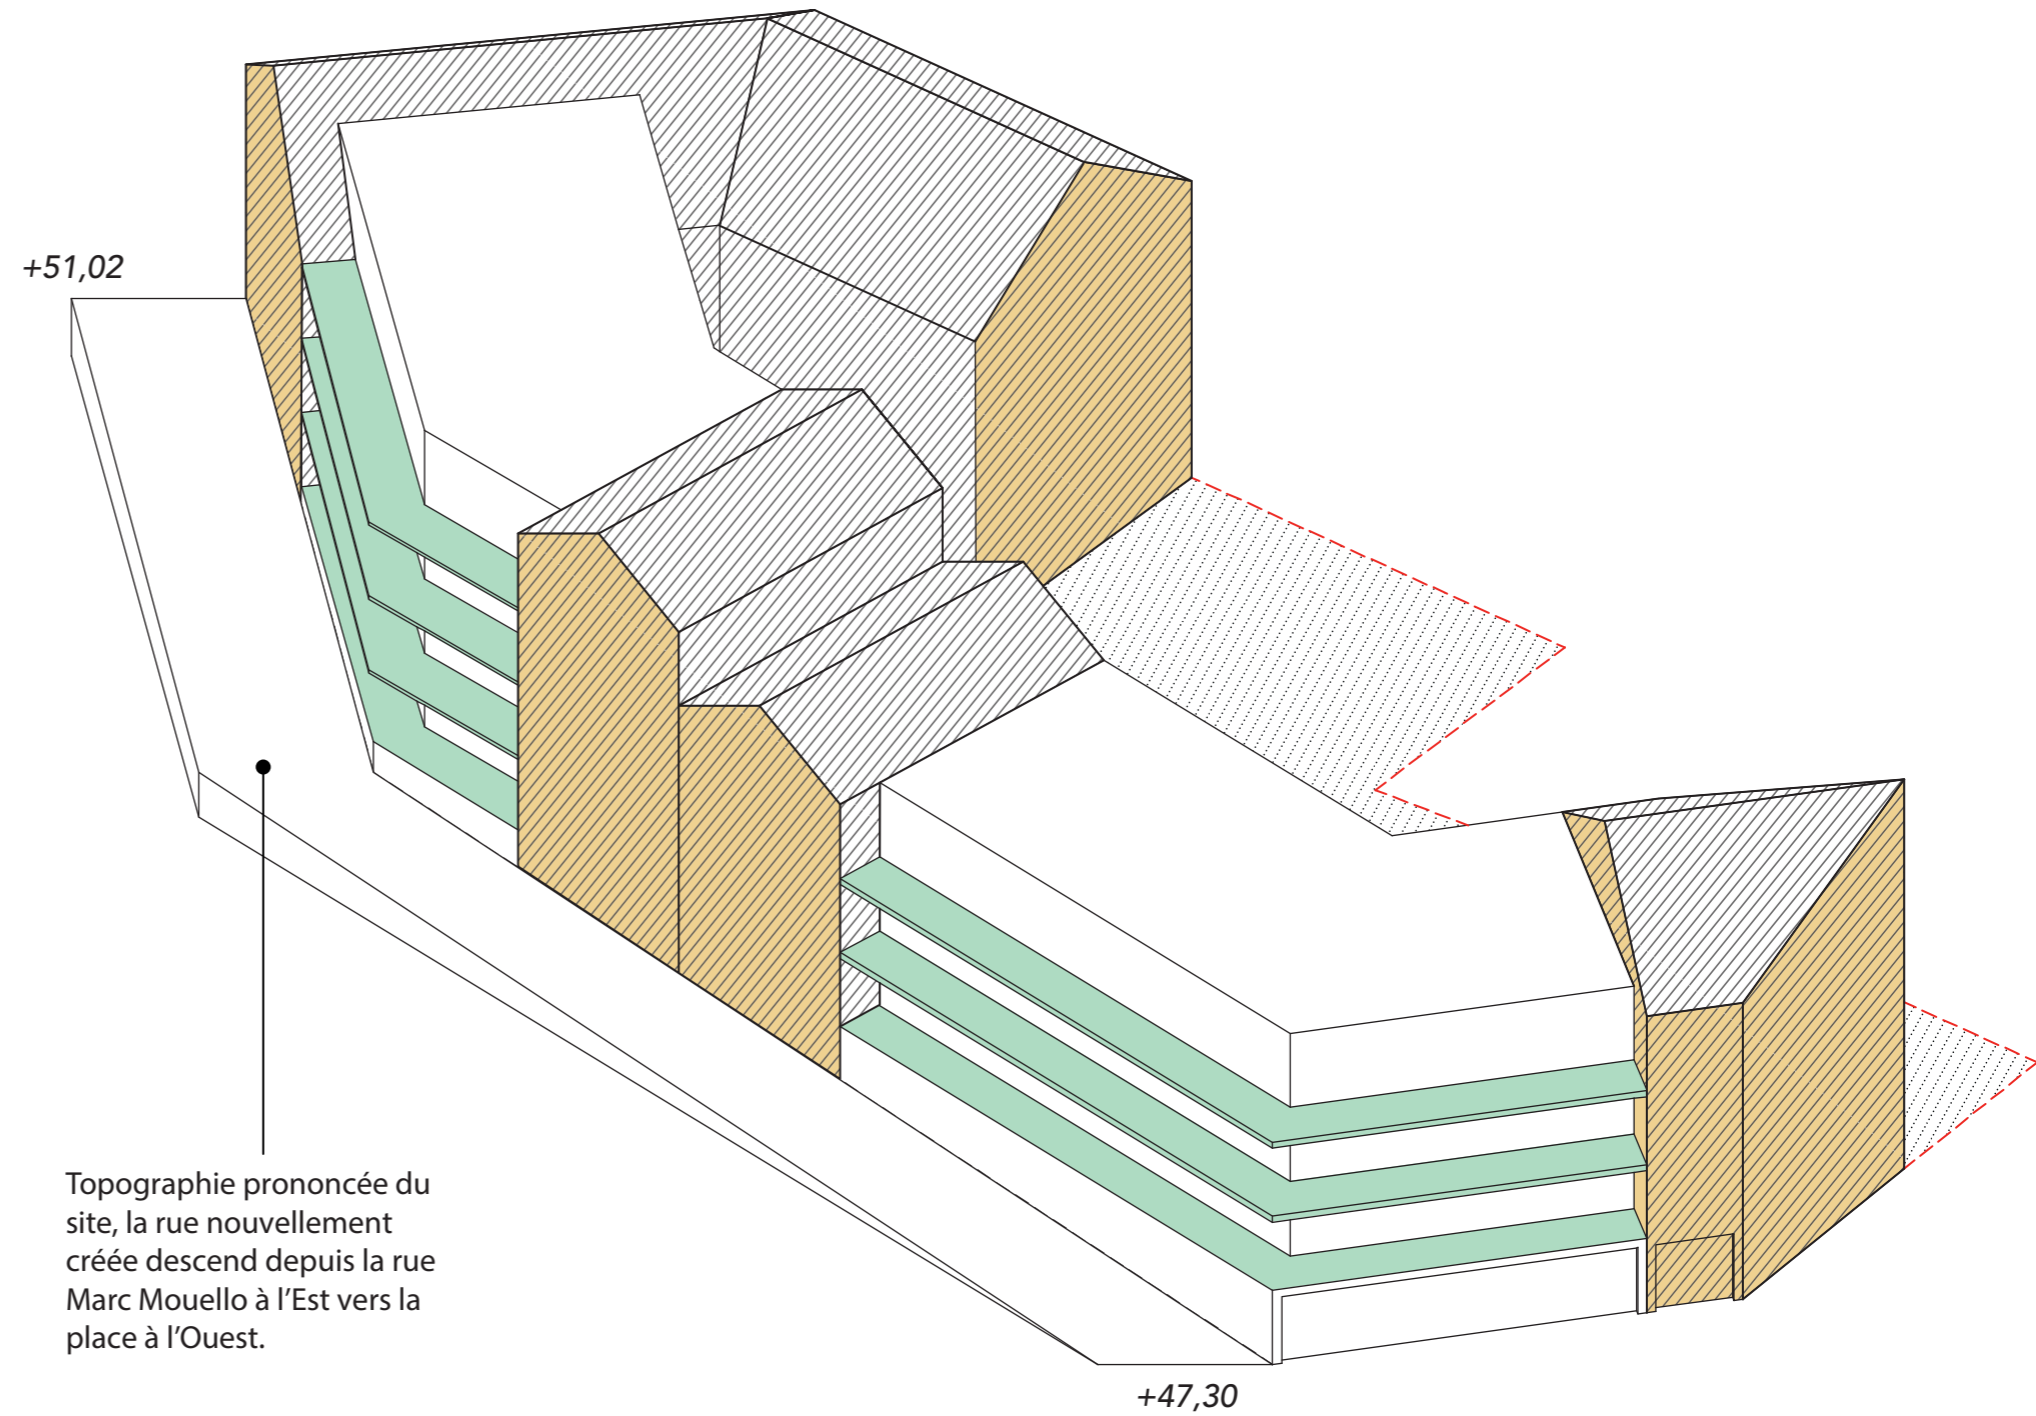 +51,02
Topographie prononcée du
site, la rue nouvellement
créée descend depuis la rue
Marc Mouello à l'Est vers la
place à l'Ouest.
+47,30